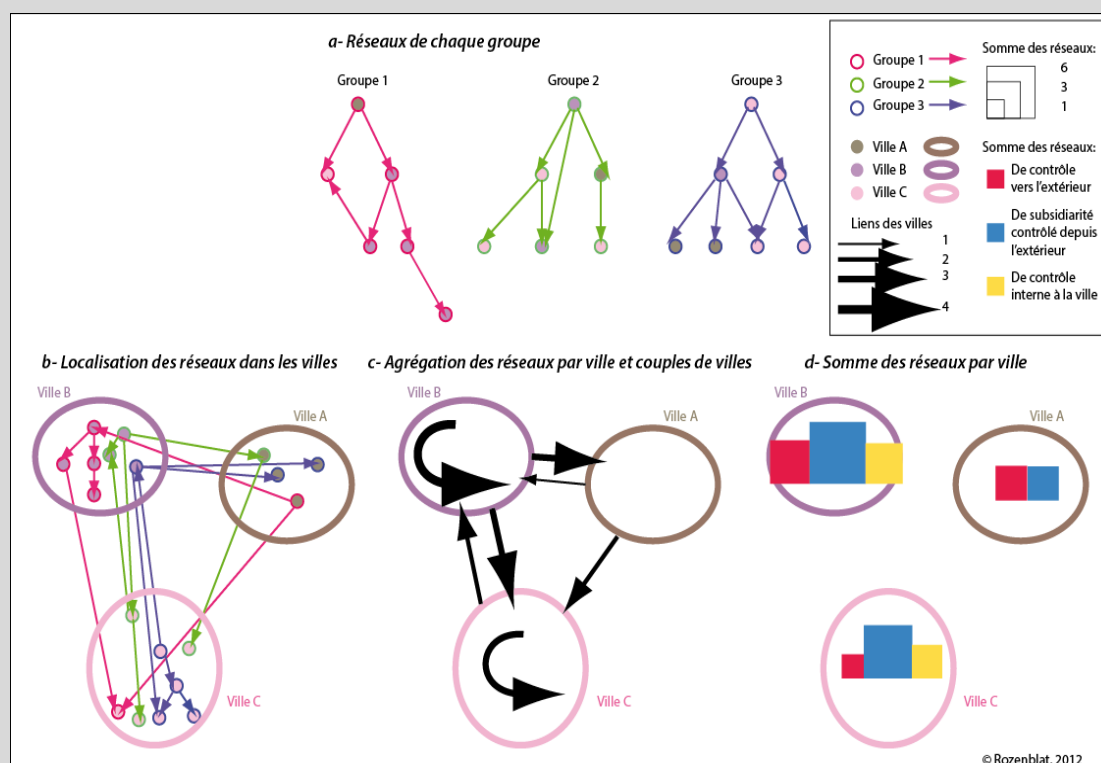 a- Réseaux de chaque groupe
Groupe 1
Groupe 2
Groupe 3
Groupe 1
Groupe 2
Groupe 3
Somme des réseaux:
6
3
1
Ville A
Ville B
Ville C
Liens des villes
1
2
3
4
Somme des réseaux:
De contrôle
vers l'extérieur
De subsidiarité
contrôlé depuis
l'extérieur
De contrôle
interne à la ville
b- Localisation des réseaux dans les villes
Ville B
Ville A
Ville C
c- Agrégation des réseaux par ville et couples de villes
Ville B
Ville A
Ville C
d- Somme des réseaux par ville
Ville B
Ville A
Ville C
© Rozenblat, 2012